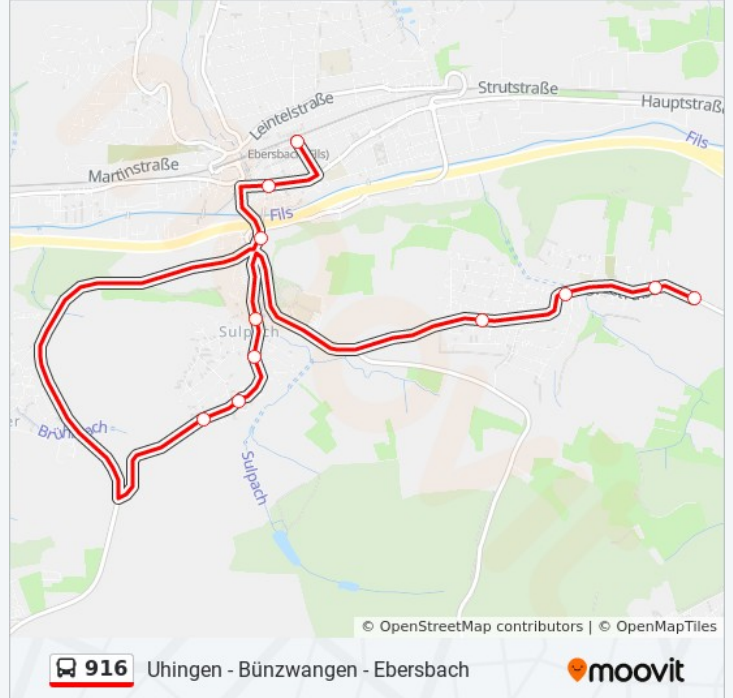 Leintelstraße
Strutstraße
Hauptstraß
Martinstraße
Ebersbach (Fils)
Fils
Fils
Sulpach
Brühlbach
er
Sulpach
© OpenStreetMap contributors | © OpenMapTiles
916 Uhingen - Bünzwangen - Ebersbach
moovit